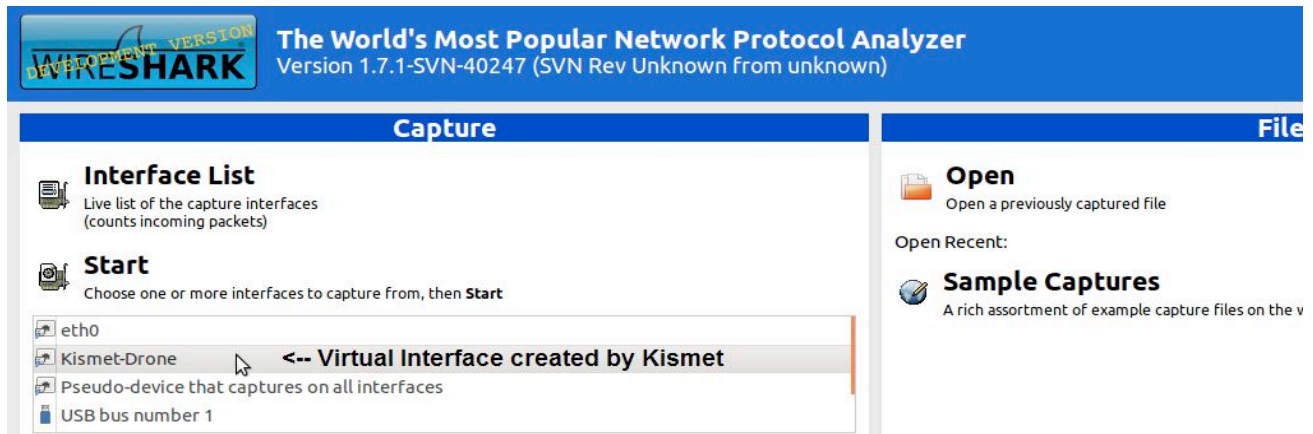 DEVELOPMENT VERSION
WIRESHARK
The World's Most Popular Network Protocol Analyzer
Version 1.7.1-SVN-40247 (SVN Rev Unknown from unknown)
Capture
Interface List
Live list of the capture interfaces
(counts incoming packets)
Start
Choose one or more interfaces to capture from, then Start
eth0
Kismet-Drone <-- Virtual Interface created by Kismet
Pseudo-device that captures on all interfaces
USB bus number 1
File
Open
Open a previously captured file
Open Recent:
Sample Captures
A rich assortment of example capture files on the